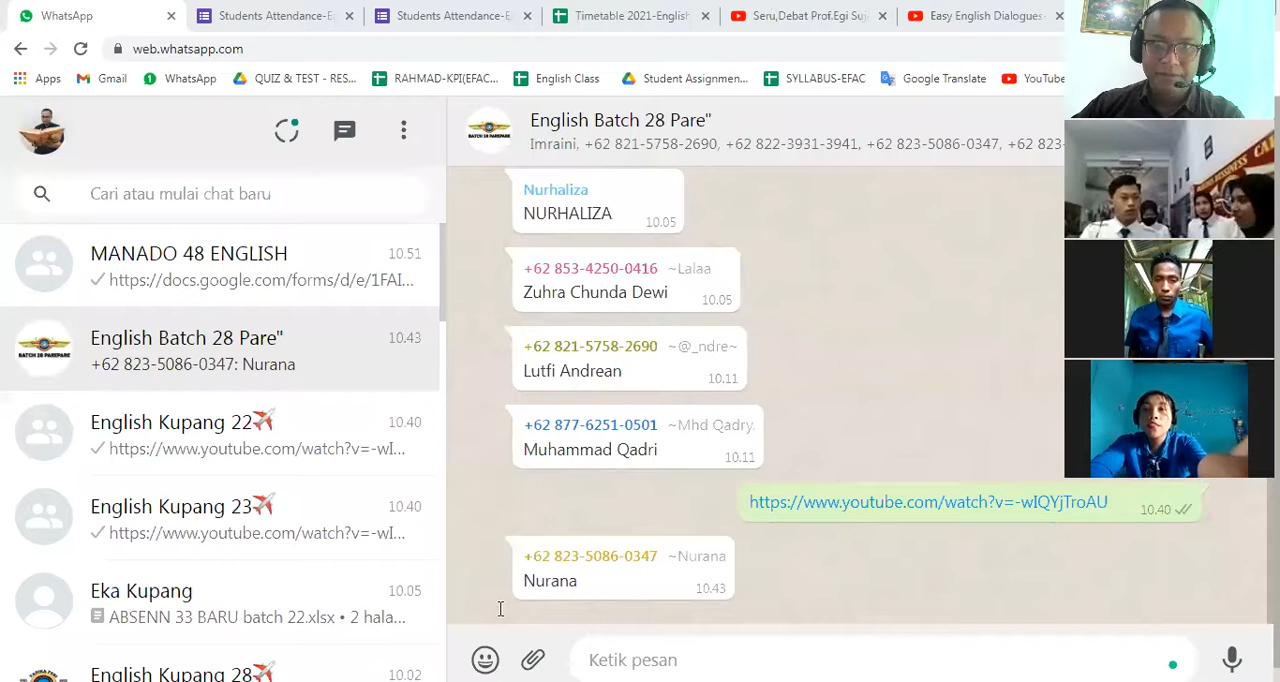 WhatsApp
Students Attendance-E
Students Attendance-E
Timetable 2021-English
Seru,Debat Prof.Egi Suj
Easy English Dialogues
web.whatsapp.com
Apps
Gmail
WhatsApp
QUIZ & TEST - RES...
RAHMAD-KPI(EFAC...
English Class
Student Assignmen...
SYLLABUS-EFAC
Google Translate
YouTube
Cari atau mulai chat baru
MANADO 48 ENGLISH
10.51
https://docs.google.com/forms/d/e/1FAI...
English Batch 28 Pare"
10.43
+62 823-5086-0347: Nurana
English Kupang 22
10.40
https://www.youtube.com/watch?v=-wI...
English Kupang 23
10.40
https://www.youtube.com/watch?v=-wI...
Eka Kupang
10.05
ABSENN 33 BARU batch 22.xlsx • 2 hala...
English Kupang 28
10.02
BATCH 28 PAREPARE
English Batch 28 Pare"
Imraini, +62 821-5758-2690, +62 822-3931-3941, +62 823-5086-0347, +62 823
Nurhaliza
NURHALIZA
10.05
+62 853-4250-0416 ~Lalaa
Zuhra Chunda Dewi
10.05
+62 821-5758-2690 ~@_ndre~
Lutfi Andrean
10.11
+62 877-6251-0501 ~Mhd Qadry.
Muhammad Qadri
10.11
https://www.youtube.com/watch?v=-wIQYjTroAU
10.40
+62 823-5086-0347 ~Nurana
Nurana
10.43
Ketik pesan